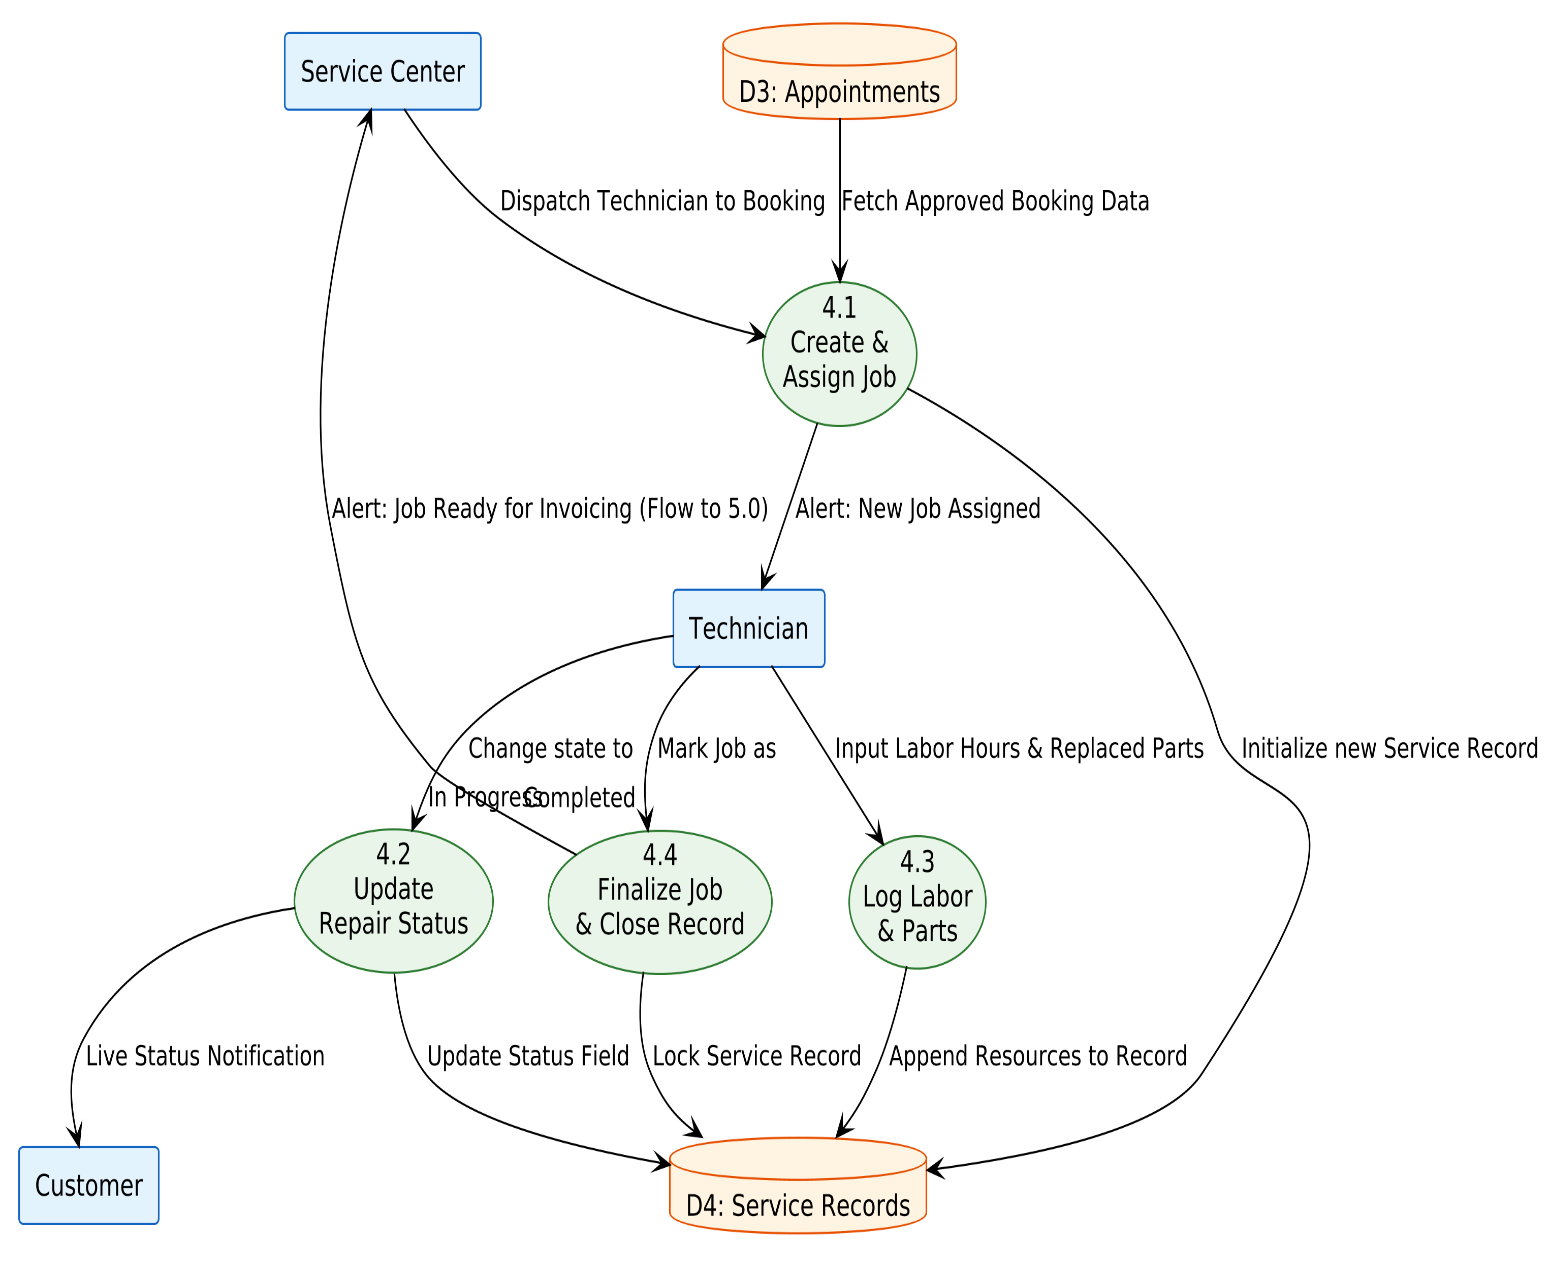 Service Center
D3: Appointments
Dispatch Technician to Booking
Fetch Approved Booking Data
4.1
Create &
Assign Job
Alert: Job Ready for Invoicing (Flow to 5.0)
Alert: New Job Assigned
Technician
Change state to
In Progress
Mark Job as
Completed
Input Labor Hours & Replaced Parts
Initialize new Service Record
4.2
Update
Repair Status
4.4
Finalize Job
& Close Record
4.3
Log Labor
& Parts
Live Status Notification
Update Status Field
Lock Service Record
Append Resources to Record
Customer
D4: Service Records